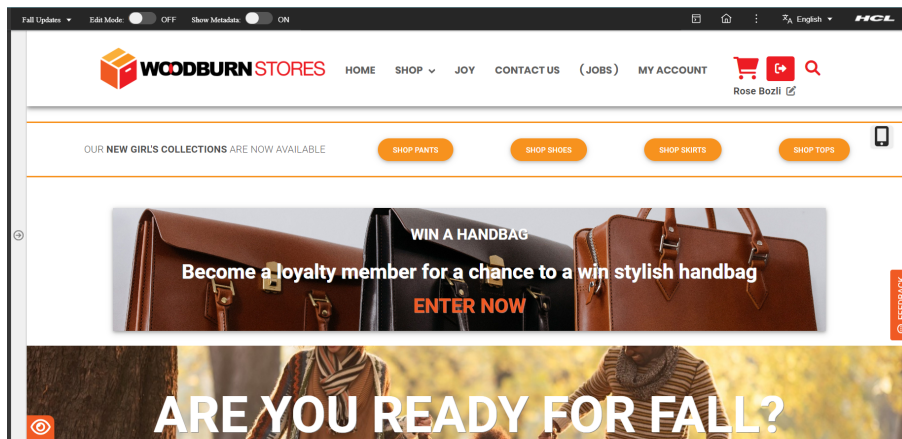 Fall Updates Edit Mode: OFF Show Metadata: ON English HCL
WOODBURN STORES HOME SHOP JOY CONTACT US (JOBS) MY ACCOUNT
Rose Bozli
OUR NEW GIRL'S COLLECTIONS ARE NOW AVAILABLE SHOP PANTS SHOP SHOES SHOP SKIRTS SHOP TOPS
WIN A HANDBAG
Become a loyalty member for a chance to a win stylish handbag
ENTER NOW
FEEDBACK
ARE YOU READY FOR FALL?